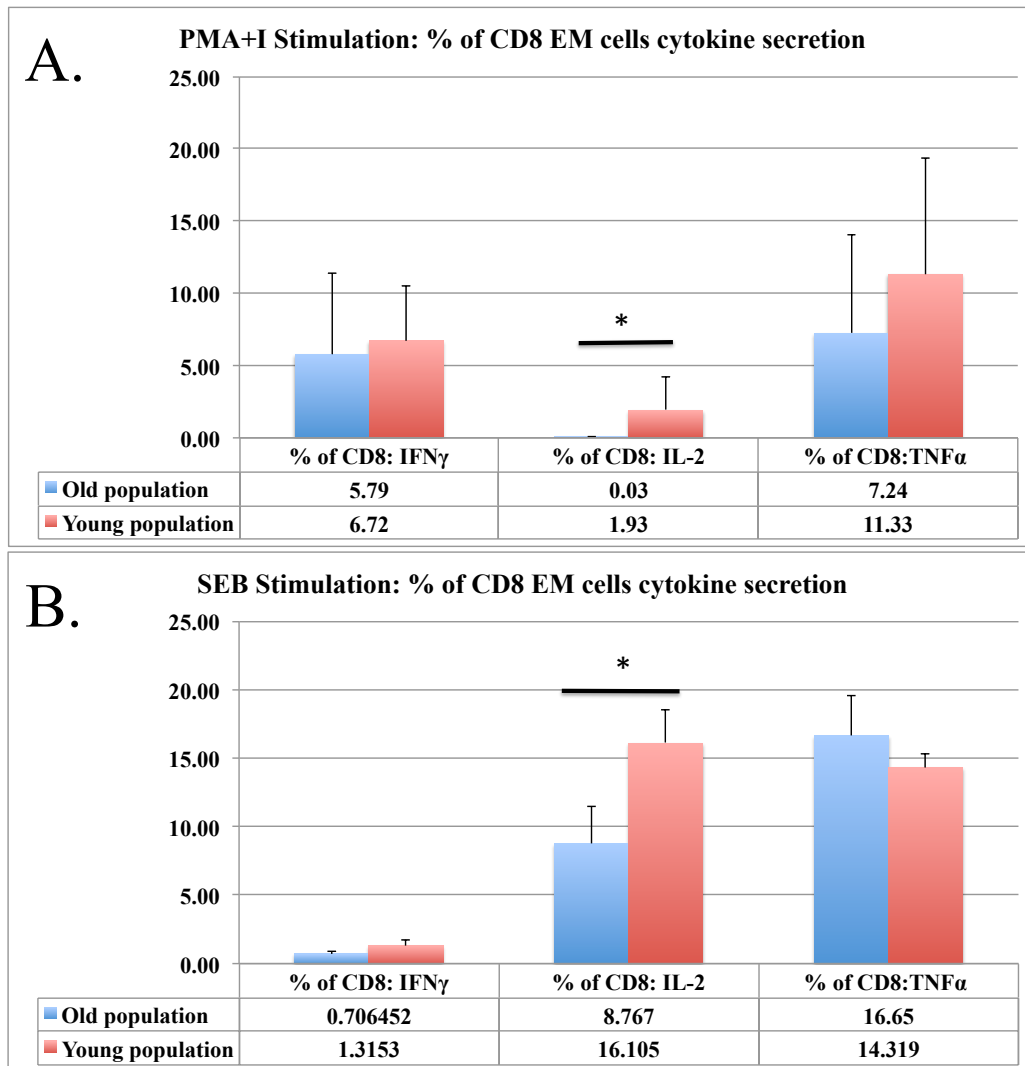 A.
PMA+I Stimulation: % of CD8 EM cells cytokine secretion
25.00
20.00
15.00
10.00
5.00
0.00
*
% of CD8: IFNγ % of CD8: IL-2 % of CD8:TNFα
Old population 5.79 0.03 7.24
Young population 6.72 1.93 11.33
B.
SEB Stimulation: % of CD8 EM cells cytokine secretion
25.00
20.00
15.00
10.00
5.00
0.00
*
% of CD8: IFNγ % of CD8: IL-2 % of CD8:TNFα
Old population 0.706452 8.767 16.65
Young population 1.3153 16.105 14.319